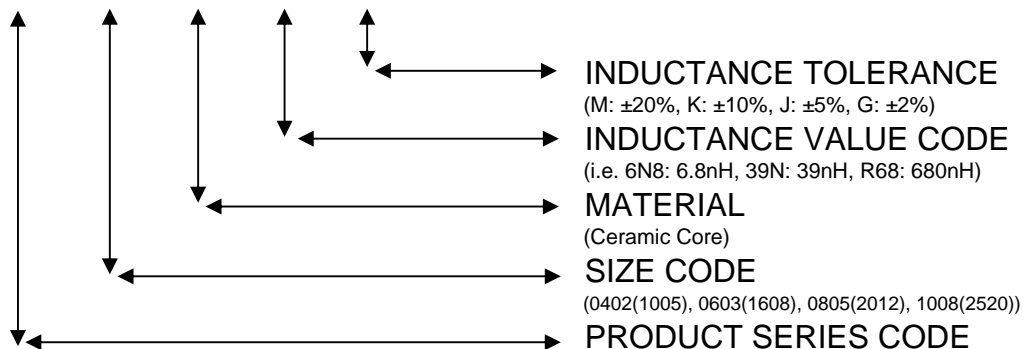 INDUCTANCE TOLERANCE
(M: ±20%, K: ±10%, J: ±5%, G: ±2%)
INDUCTANCE VALUE CODE
(i.e. 6N8: 6.8nH, 39N: 39nH, R68: 680nH)
MATERIAL
(Ceramic Core)
SIZE CODE
(0402(1005), 0603(1608), 0805(2012), 1008(2520))
PRODUCT SERIES CODE